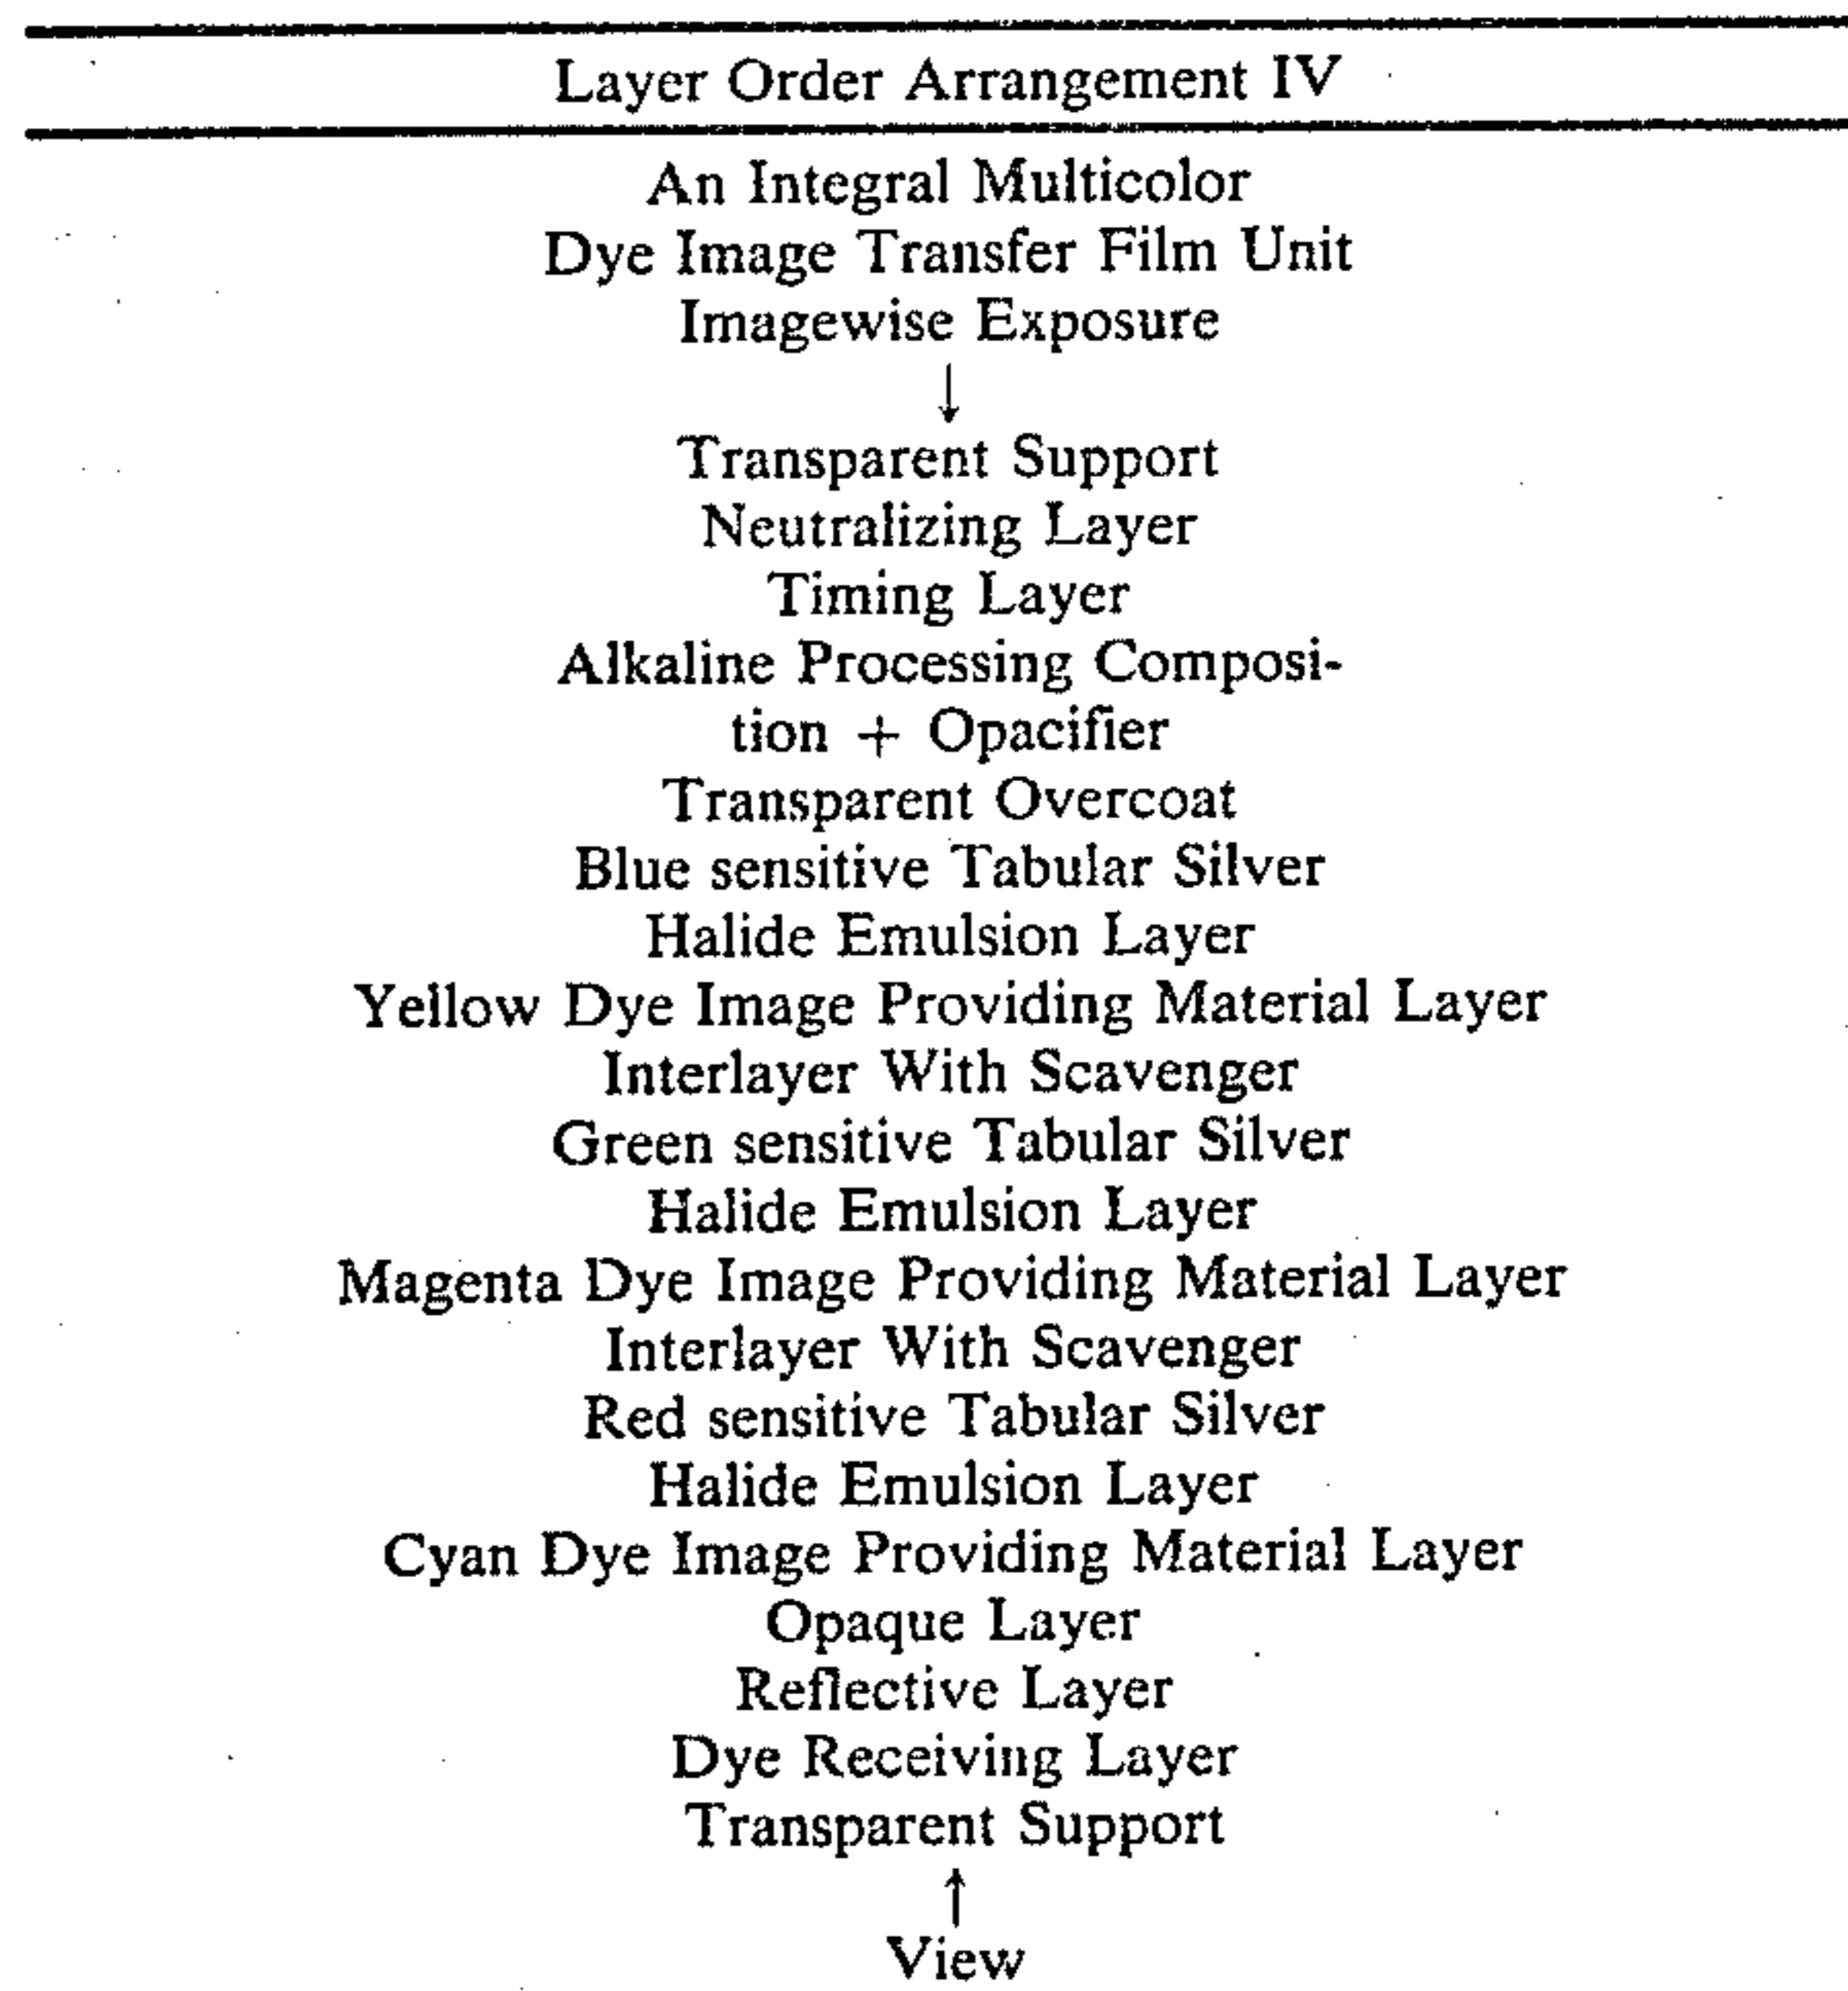 Layer Order Arrangement IV
An Integral Multicolor
Dye Image Transfer Film Unit
Imagewise Exposure
↓
Transparent Support
Neutralizing Layer
Timing Layer
Alkaline Processing Composi-
tion + Opacifier
Transparent Overcoat
Blue sensitive Tabular Silver
Halide Emulsion Layer
Yellow Dye Image Providing Material Layer
Interlayer With Scavenger
Green sensitive Tabular Silver
Halide Emulsion Layer
Magenta Dye Image Providing Material Layer
Interlayer With Scavenger
Red sensitive Tabular Silver
Halide Emulsion Layer
Cyan Dye Image Providing Material Layer
Opaque Layer
Reflective Layer
Dye Receiving Layer
Transparent Support
↑
View